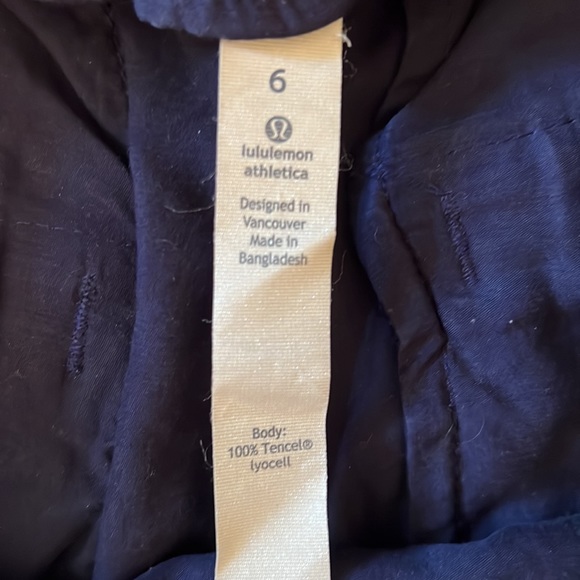 6
lululemon
athletica
Designed in
Vancouver
Made in
Bangladesh
Body:
100% Tencel®
lyocell